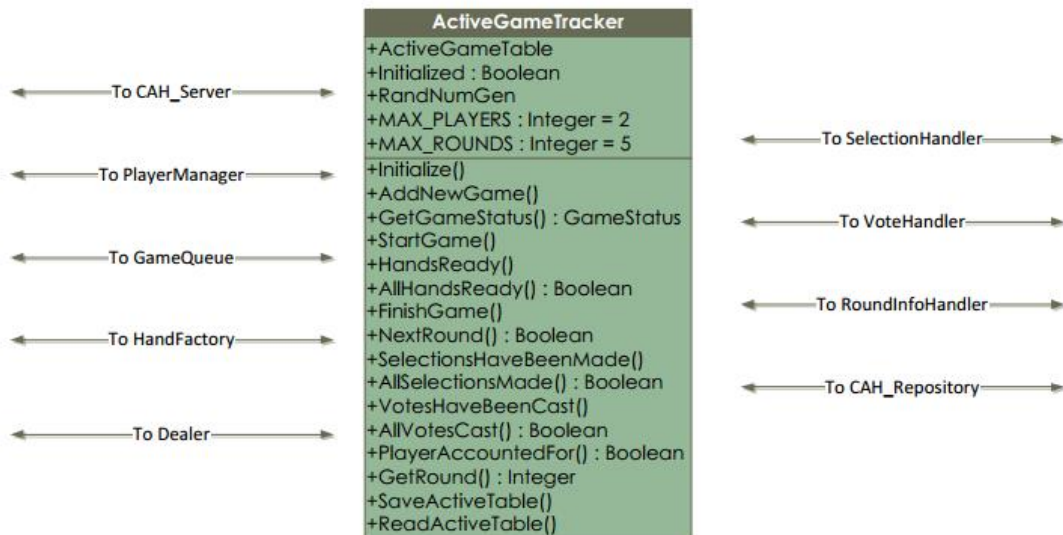 ActiveGameTracker
+ActiveGameTable
+Initialized : Boolean
+RandNumGen
+MAX_PLAYERS : Integer = 2
+MAX_ROUNDS : Integer = 5
+Initialize()
+AddNewGame()
+GetGameStatus() : GameStatus
+StartGame()
+HandsReady()
+AllHandsReady() : Boolean
+FinishGame()
+NextRound() : Boolean
+SelectionsHaveBeenMade()
+AllSelectionsMade() : Boolean
+VotesHaveBeenCast()
+AllVotesCast() : Boolean
+PlayerAccountedFor() : Boolean
+GetRound() : Integer
+SaveActiveTable()
+ReadActiveTable()
To CAH_Server
To PlayerManager
To GameQueue
To HandFactory
To Dealer
To SelectionHandler
To VoteHandler
To RoundInfoHandler
To CAH_Repository